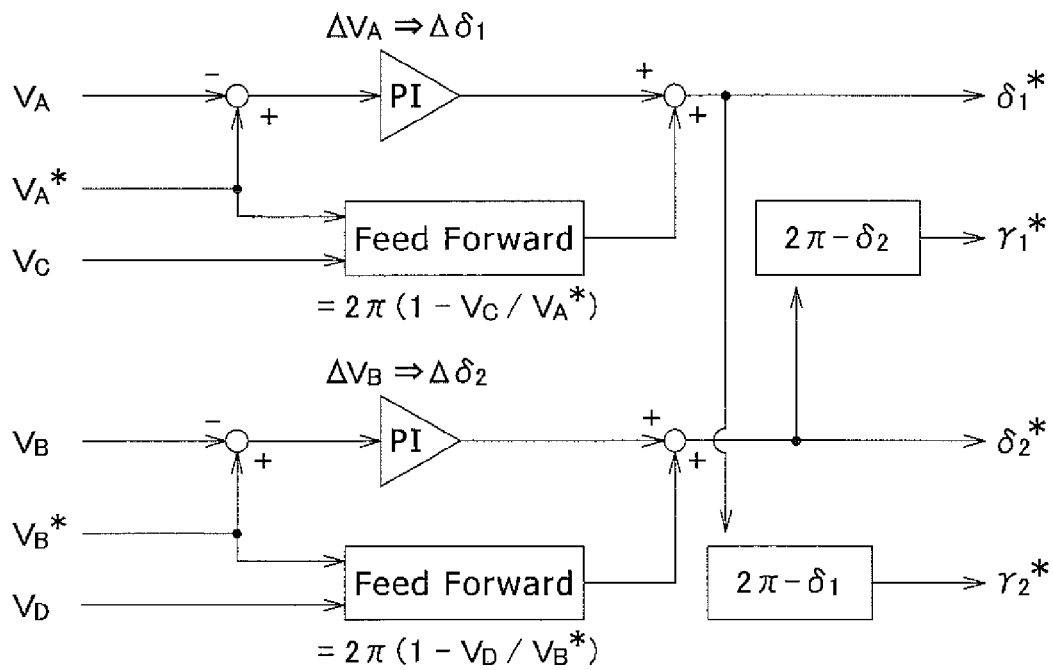 ΔVA ⇒ Δδ1
VA
-
+
PI
+
+
δ1*
VA*
VC
Feed Forward
= 2π (1 - VC / VA*)
2π-δ2
γ1*
ΔVB ⇒ Δδ2
VB
-
+
PI
+
+
δ2*
VB*
VD
Feed Forward
= 2π (1 - VD / VB*)
2π-δ1
γ2*